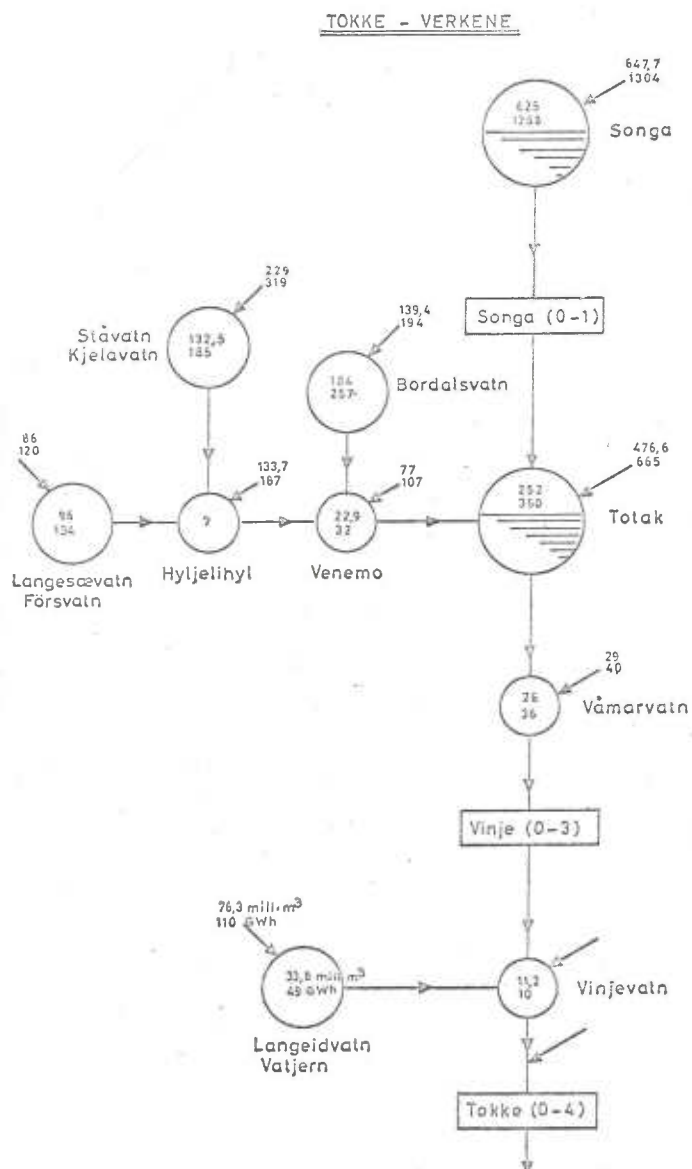 TOKKE - VERKENE
647,7
1304
625
Songa
Songa (0-1)
229
319
Ståvatn
Kjelavatn
132,5
185
139,4
194
Bordalsvatn
257
86
120
134
Langesævatn
Försvatn
133,7
187
?
Hyljelihyl
77
107
22,9
32
Venemo
476,6
665
252
350
Totak
29
40
26
36
Våmarvatn
Vinje (0-3)
76,3 mill.m³
110 GWh
33,8 mill.m³
49 GWh
Langeidvatn
Vatjern
11,2
10
Vinjevatn
Tokke (0-4)